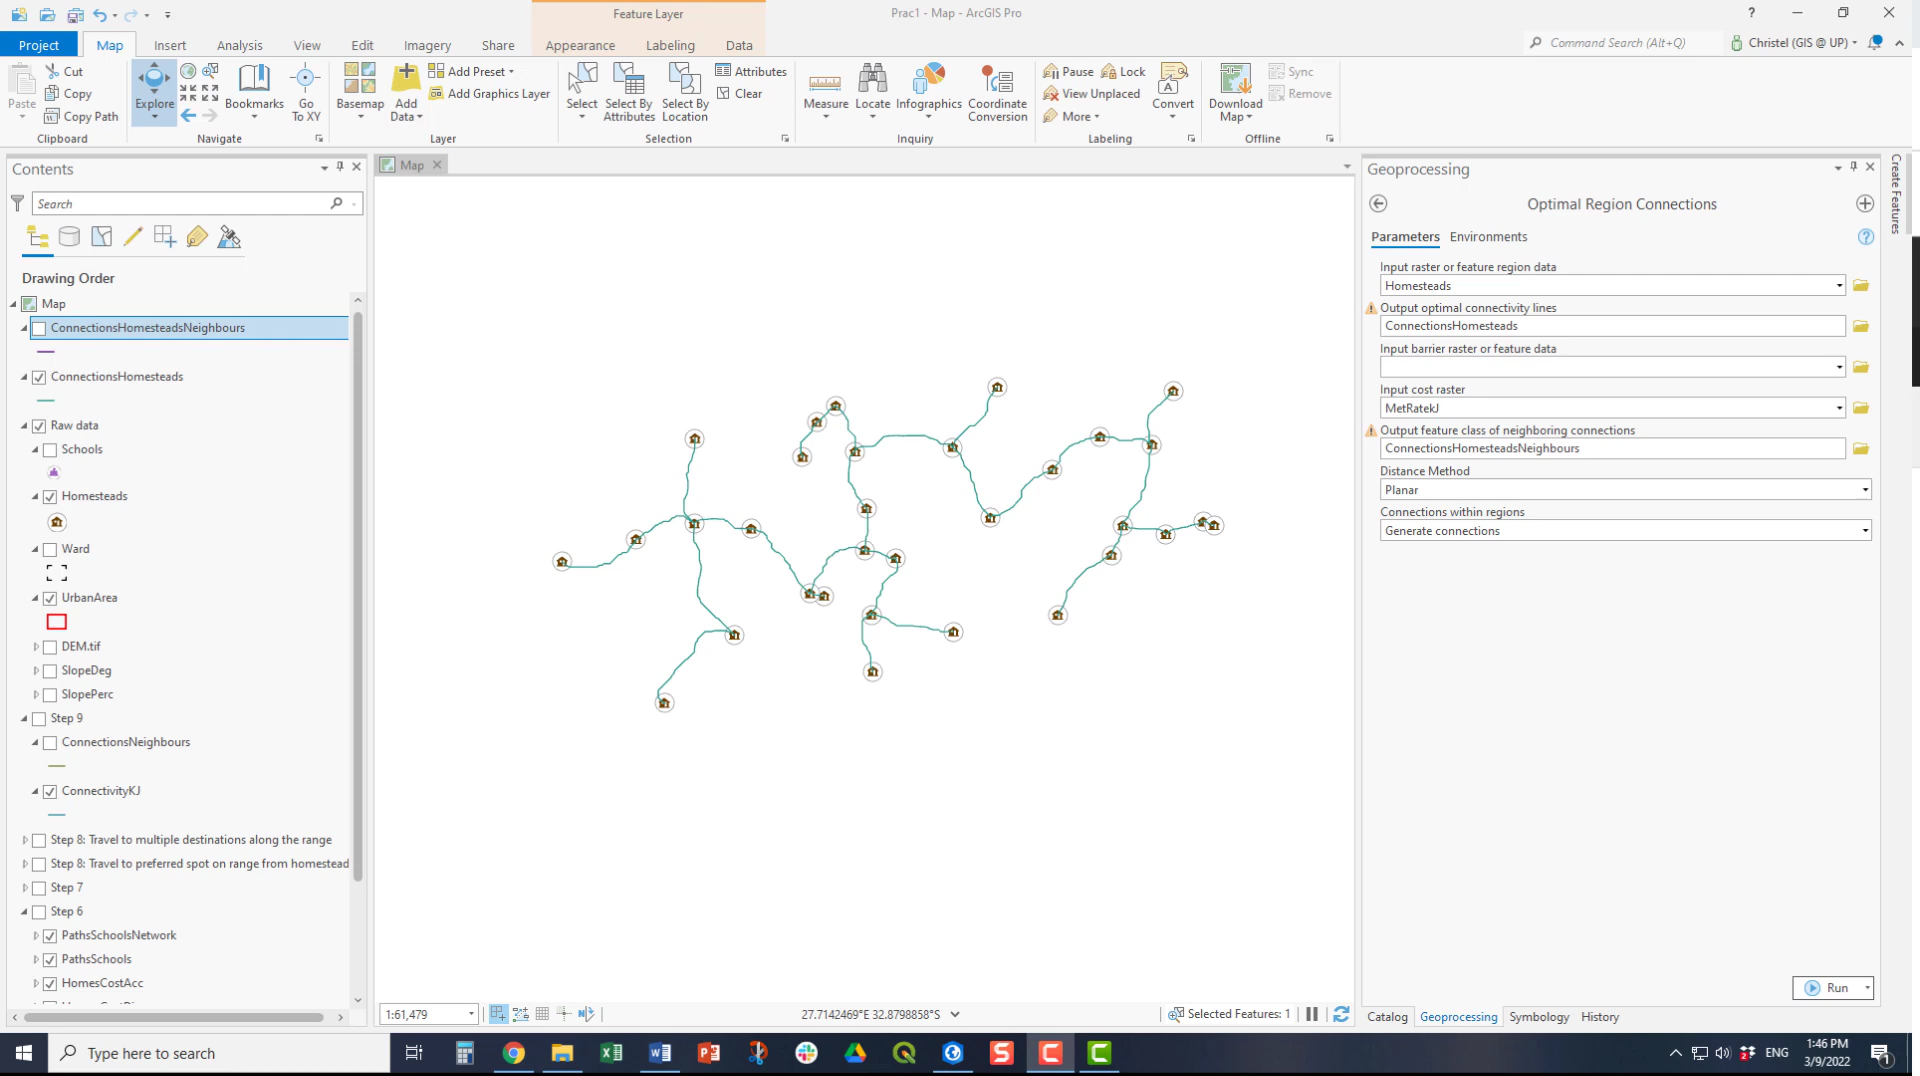 Feature Layer
Prac1 - Map - ArcGIS Pro
?
Project
Map
Insert
Analysis
View
Edit
Imagery
Share
Appearance
Labeling
Data
Command Search (Alt+Q)
Christel (GIS @ UP)
Paste
Cut
Copy
Copy Path
Clipboard
Explore
Bookmarks
Go To XY
Navigate
Basemap
Add Data
Add Preset
Add Graphics Layer
Layer
Select
Select By Attributes
Select By Location
Attributes
Clear
Selection
Measure
Locate
Infographics
Coordinate Conversion
Inquiry
Pause
Lock
View Unplaced
More
Convert
Labeling
Download Map
Sync
Remove
Offline
Contents
Search
Drawing Order
Map
ConnectionsHomesteadsNeighbours
ConnectionsHomesteads
Raw data
Schools
Homesteads
Ward
UrbanArea
DEM.tif
SlopeDeg
SlopePerc
Step 9
ConnectionsNeighbours
ConnectivityKJ
Step 8: Travel to multiple destinations along the range
Step 8: Travel to preferred spot on range from homestead
Step 7
Step 6
PathsSchoolsNetwork
PathsSchools
HomesCostAcc
Map
1:61,479
27.7142469°E 32.8798858°S
Selected Features: 1
Geoprocessing
Optimal Region Connections
Parameters
Environments
?
Input raster or feature region data
Homesteads
Output optimal connectivity lines
ConnectionsHomesteads
Input barrier raster or feature data
Input cost raster
MetRatekJ
Output feature class of neighboring connections
ConnectionsHomesteadsNeighbours
Distance Method
Planar
Connections within regions
Generate connections
Run
Catalog
Geoprocessing
Symbology
History
Create Features
Type here to search
ENG
1:46 PM
3/9/2022